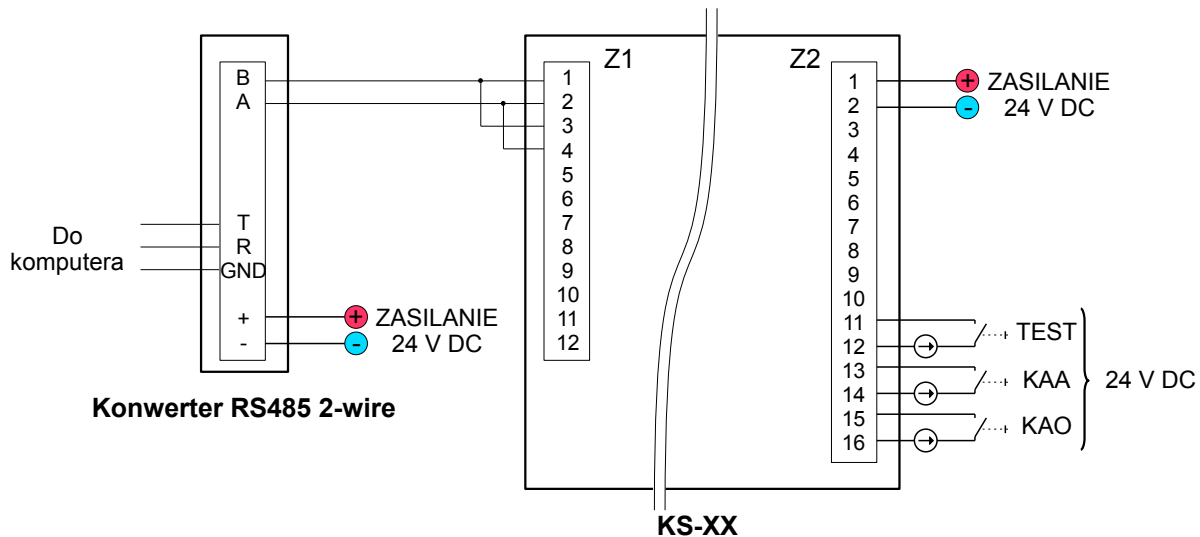 B
A
T
R
GND
+
-
Do
komputera
+ ZASILANIE
- 24 V DC
Konwerter RS485 2-wire
Z1
1
2
3
4
5
6
7
8
9
10
11
12
Z2
1
2
3
4
5
6
7
8
9
10
11
12
13
14
15
16
+ ZASILANIE
- 24 V DC
TEST
KAA
KAO
24 V DC
KS-XX